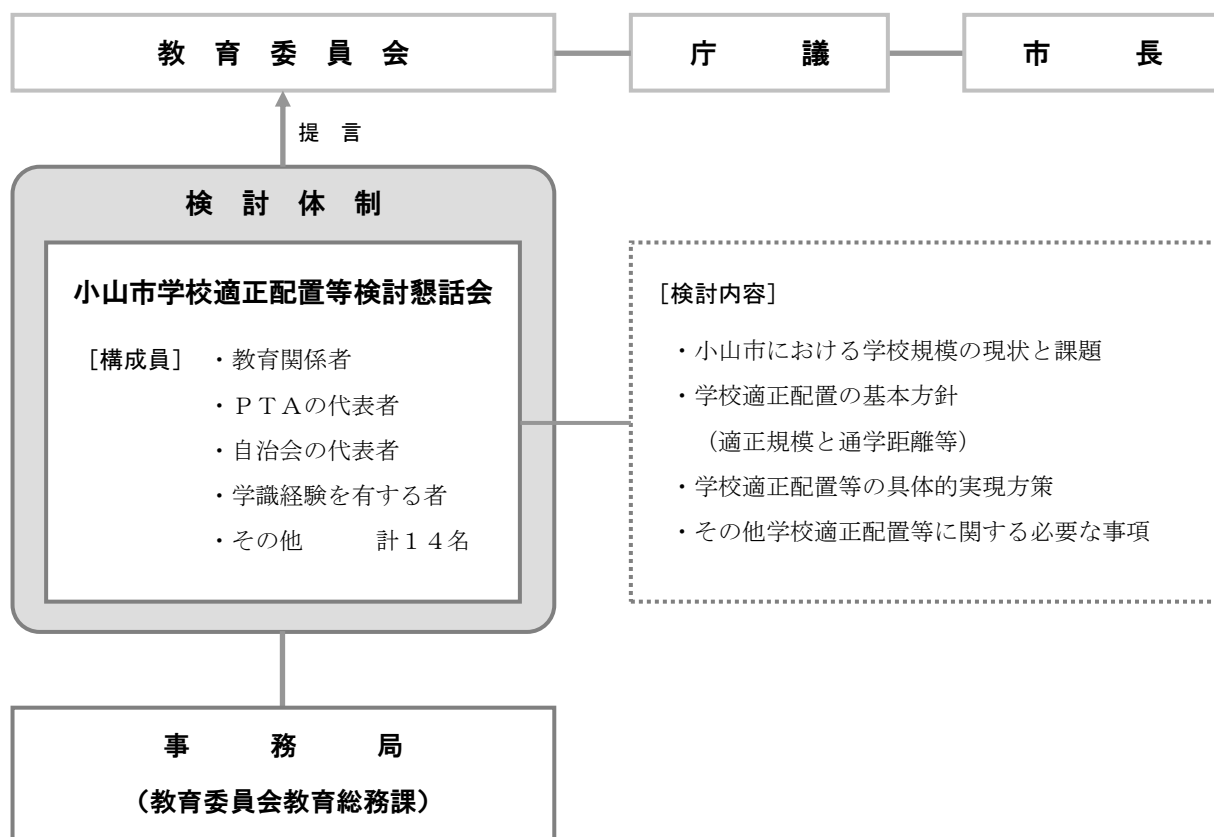 教育委員会
庁議
市長
提言
検討体制
小山市学校適正配置等検討懇話会
［構成員］ ・教育関係者
・ＰＴＡの代表者
・自治会の代表者
・学識経験を有する者
・その他　　計１４名
［検討内容］
・小山市における学校規模の現状と課題
・学校適正配置の基本方針
（適正規模と通学距離等）
・学校適正配置等の具体的実現方策
・その他学校適正配置等に関する必要な事項
事務局
（教育委員会教育総務課）